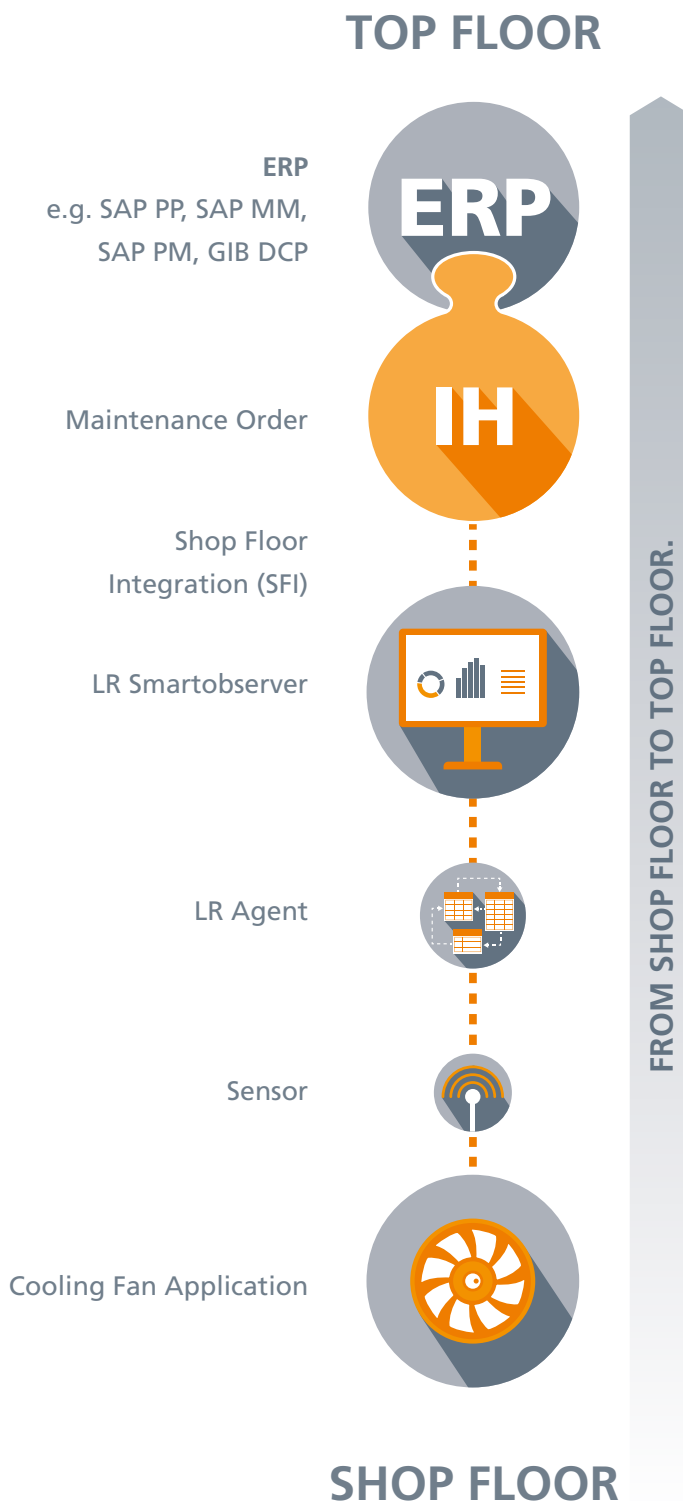 TOP FLOOR
ERP
e.g. SAP PP, SAP MM,
SAP PM, GIB DCP
ERP
Maintenance Order
IH
Shop Floor
Integration (SFI)
LR Smartobserver
LR Agent
Sensor
Cooling Fan Application
FROM SHOP FLOOR TO TOP FLOOR.
SHOP FLOOR